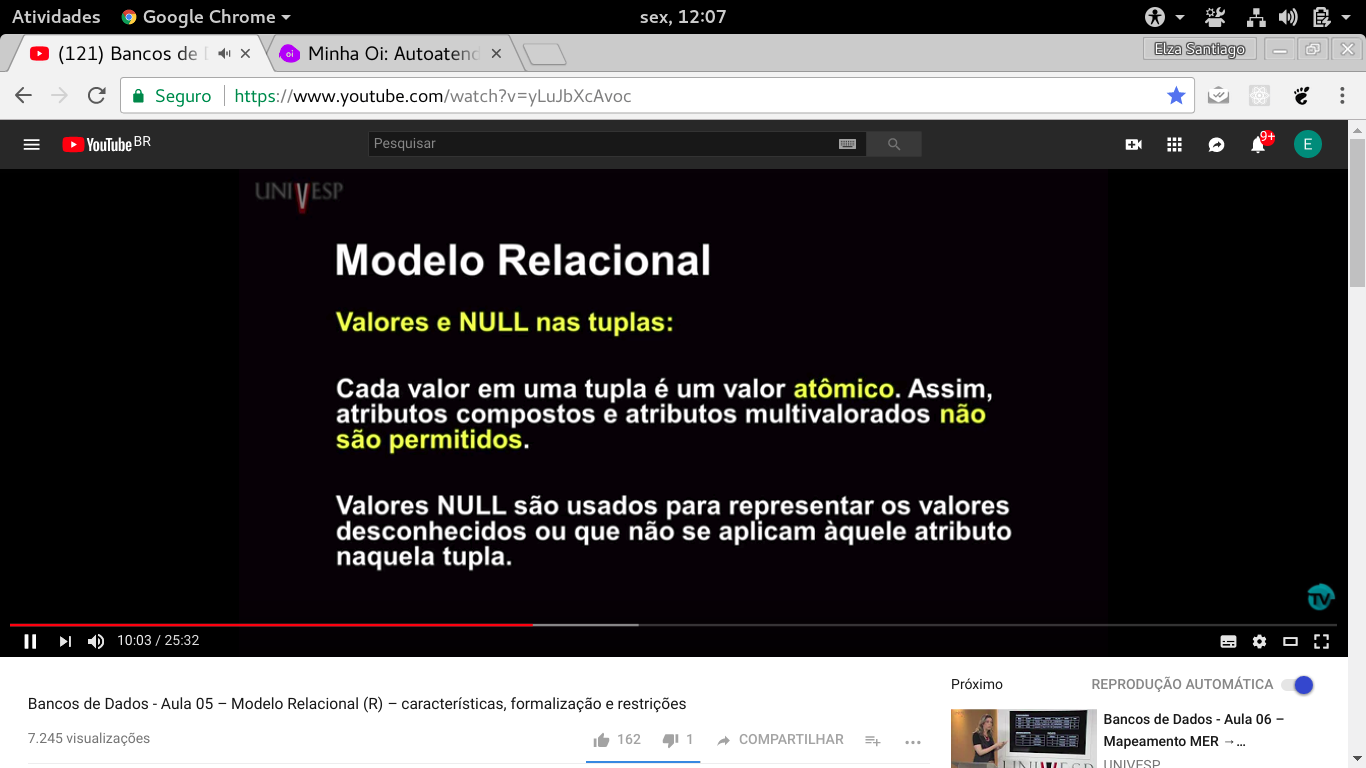 Atividades Google Chrome sex, 12:07
(121) Bancos de Minha Oi: Autoatend Elza Santiago
Seguro https://www.youtube.com/watch?v=yLuJbXcAvoc
YouTube BR Pesquisar 9+ E
UNIVESP
Modelo Relacional
Valores e NULL nas tuplas:
Cada valor em uma tupla é um valor atômico. Assim,
atributos compostos e atributos multivalorados não
são permitidos.
Valores NULL são usados para representar os valores
desconhecidos ou que não se aplicam àquele atributo
naquela tupla.
TV
10:03 / 25:32
Próximo REPRODUÇÃO AUTOMÁTICA
Bancos de Dados - Aula 05 – Modelo Relacional (R) – características, formalização e restrições
7.245 visualizações 162 1 COMPARTILHAR
Bancos de Dados - Aula 06 –
Mapeamento MER →...
UNIVESP